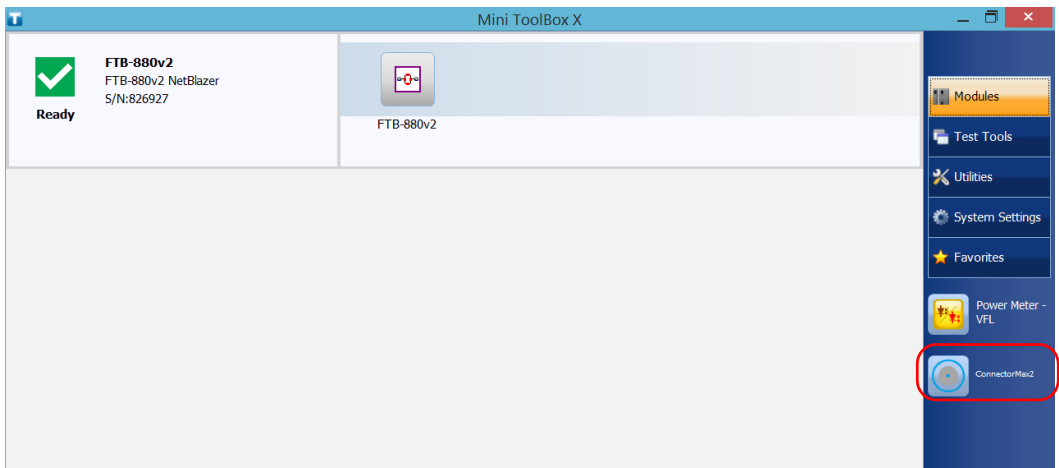 Mini ToolBox X
FTB-880v2
FTB-880v2 NetBlazer
S/N:826927
Ready
FTB-880v2
Modules
Test Tools
Utilities
System Settings
Favorites
Power Meter -
VFL
ConnectorMax2